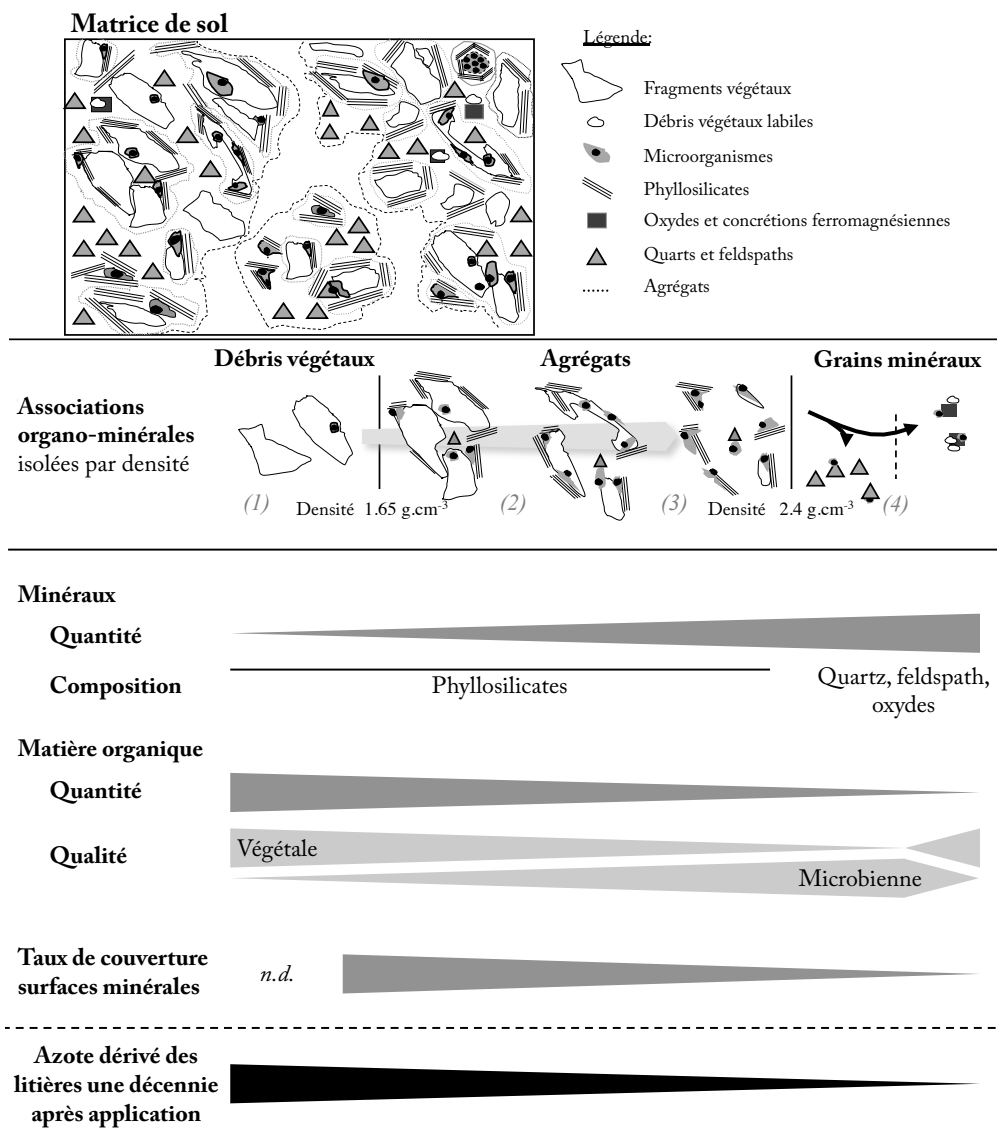 Matrice de sol
Légende:
Fragments végétaux
Débris végétaux labiles
Microorganismes
Phyllosilicates
Oxydes et concrétions ferromagnésiennes
Quarts et feldspaths
Agrégats
Débris végétaux
Agrégats
Grains minéraux
Associations
organo-minérales
isolées par densité
(1) Densité 1.65 g.cm-3 (2) (3) Densité 2.4 g.cm-3 (4)
Minéraux
Quantité
Composition
Phyllosilicates
Quartz, feldspath,
oxydes
Matière organique
Quantité
Qualité
Végétale
Microbienne
Taux de couverture
surfaces minérales
n.d.
Azote dérivé des
litières une décennie
après application